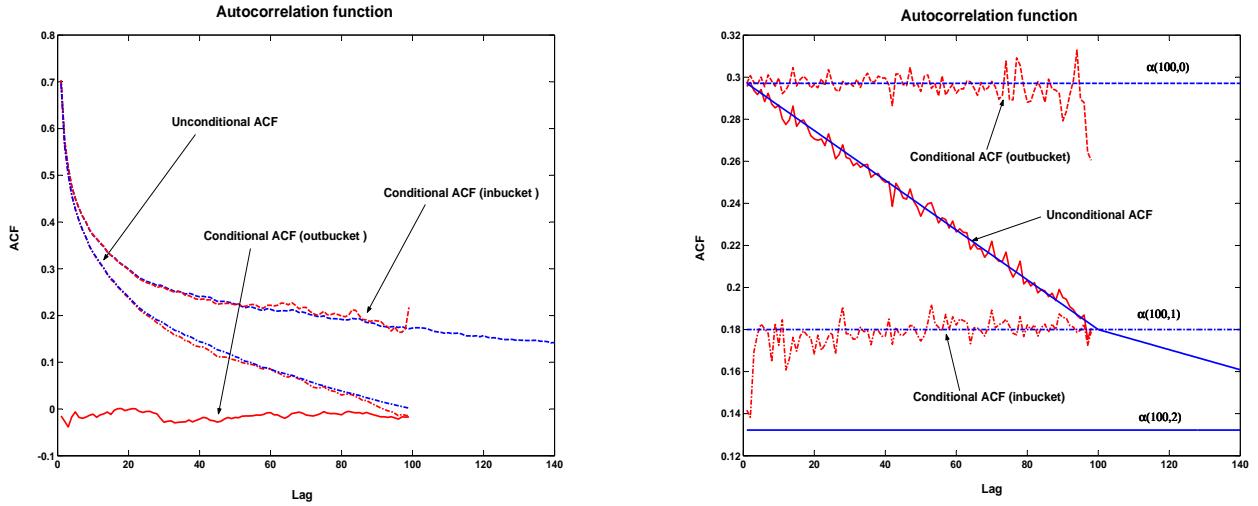 Autocorrelation function
0.8
0.7
0.6
0.5
0.4
0.3
0.2
0.1
0
-0.1
ACF
Unconditional ACF
Conditional ACF (inbucket )
Conditional ACF (outbucket )
0 20 40 60 80 100 120 140
Lag
Autocorrelation function
0.32
0.3
0.28
0.26
0.24
0.22
0.2
0.18
0.16
0.14
0.12
ACF
α(100,0)
Conditional ACF (outbucket)
Unconditional ACF
α(100,1)
Conditional ACF (inbucket)
α(100,2)
0 20 40 60 80 100 120 140
Lag